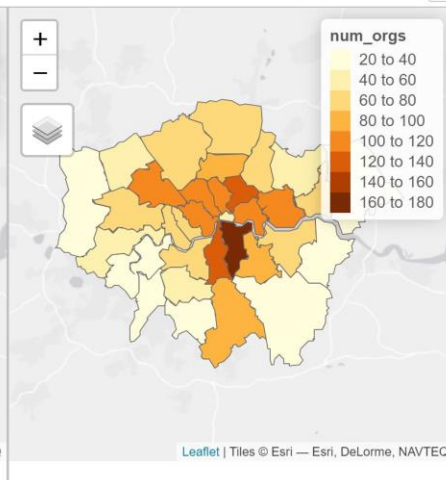 +
−
num_orgs
20 to 40
40 to 60
60 to 80
80 to 100
100 to 120
120 to 140
140 to 160
160 to 180
Leaflet | Tiles © Esri — Esri, DeLorme, NAVTEQ